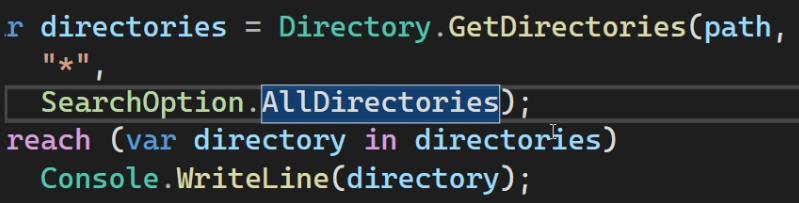 r directories = Directory.GetDirectories(path,
"*",
SearchOption.AllDirectories);
reach (var directory in directories)
Console.WriteLine(directory);